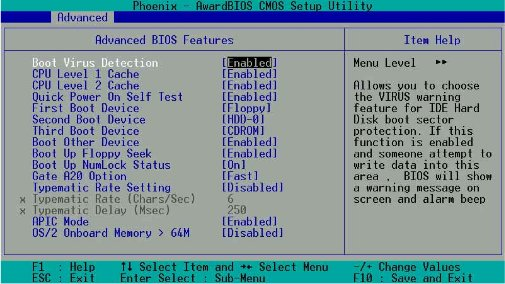 Phoenix - AwardBIOS CMOS Setup Utility
Advanced
Advanced BIOS Features
Item Help
Boot Virus Detection [Enabled]
CPU Level 1 Cache [Enabled]
CPU Level 2 Cache [Enabled]
Quick Power On Self Test [Enabled]
First Boot Device [Floppy]
Second Boot Device [HDD-0]
Third Boot Device [CDROM]
Boot Other Device [Enabled]
Boot Up Floppy Seek [Enabled]
Boot Up NumLock Status [On]
Gate A20 Option [Fast]
Typematic Rate Setting [Disabled]
x Typematic Rate (Chars/Sec) 6
x Typematic Delay (Msec) 250
APIC Mode [Enabled]
OS/2 Onboard Memory > 64M [Disabled]
Menu Level ►►
Allows you to choose
the VIRUS warning
feature for IDE Hard
Disk boot sector
protection. If this
function is enabled
and someone attempt to
write data into this
area , BIOS will show
a warning message on
screen and alarm beep
F1 : Help ↑↓ Select Item and →← Select Menu -/+ Change Values
ESC : Exit Enter Select : Sub-Menu F10 : Save and Exit